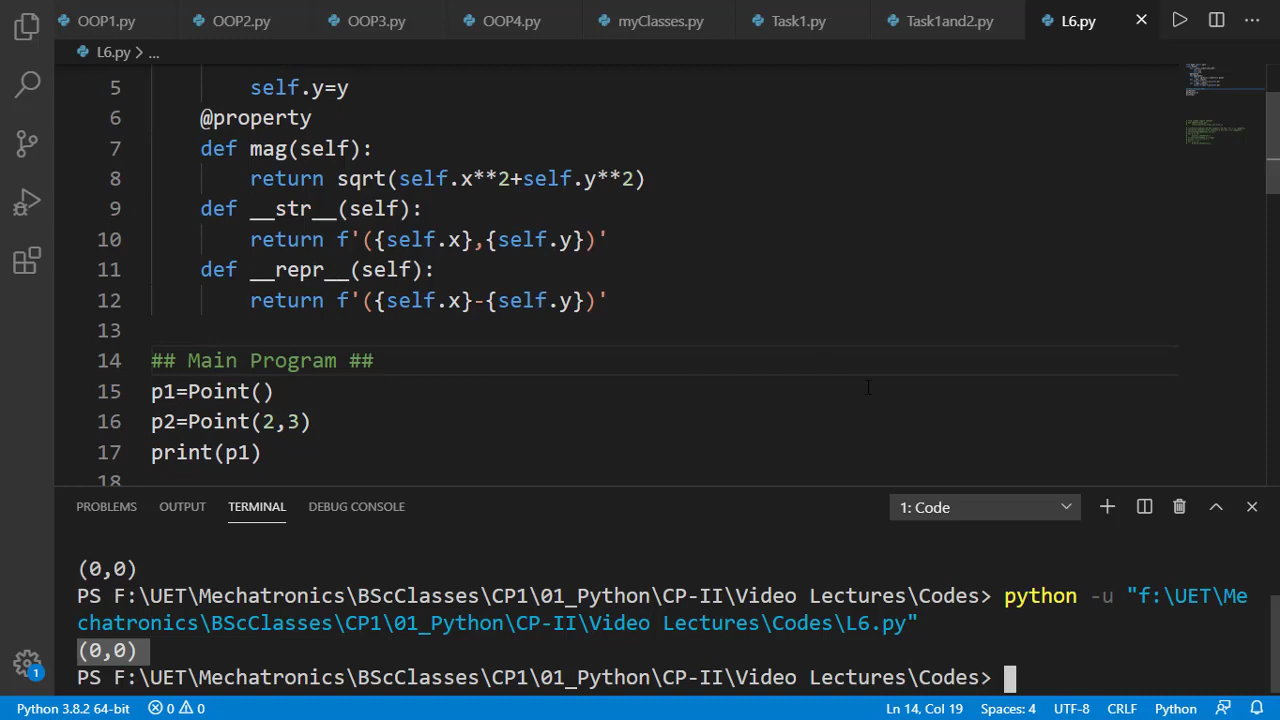 OOP1.py OOP2.py OOP3.py OOP4.py myClasses.py Task1.py Task1and2.py L6.py
L6.py > ...
5 self.y=y
6 @property
7 def mag(self):
8 return sqrt(self.x**2+self.y**2)
9 def __str__(self):
10 return f'({self.x},{self.y})'
11 def __repr__(self):
12 return f'({self.x}-{self.y})'
13
14 ## Main Program ##
15 p1=Point()
16 p2=Point(2,3)
17 print(p1)
18
PROBLEMS OUTPUT TERMINAL DEBUG CONSOLE 1: Code
(0,0)
PS F:\UET\Mechatronics\BScClasses\CP1\01_Python\CP-II\Video Lectures\Codes> python -u "f:\UET\Me
chatronics\BScClasses\CP1\01_Python\CP-II\Video Lectures\Codes\L6.py"
(0,0)
PS F:\UET\Mechatronics\BScClasses\CP1\01_Python\CP-II\Video Lectures\Codes>
1
Python 3.8.2 64-bit 0 0 Ln 14, Col 19 Spaces: 4 UTF-8 CRLF Python